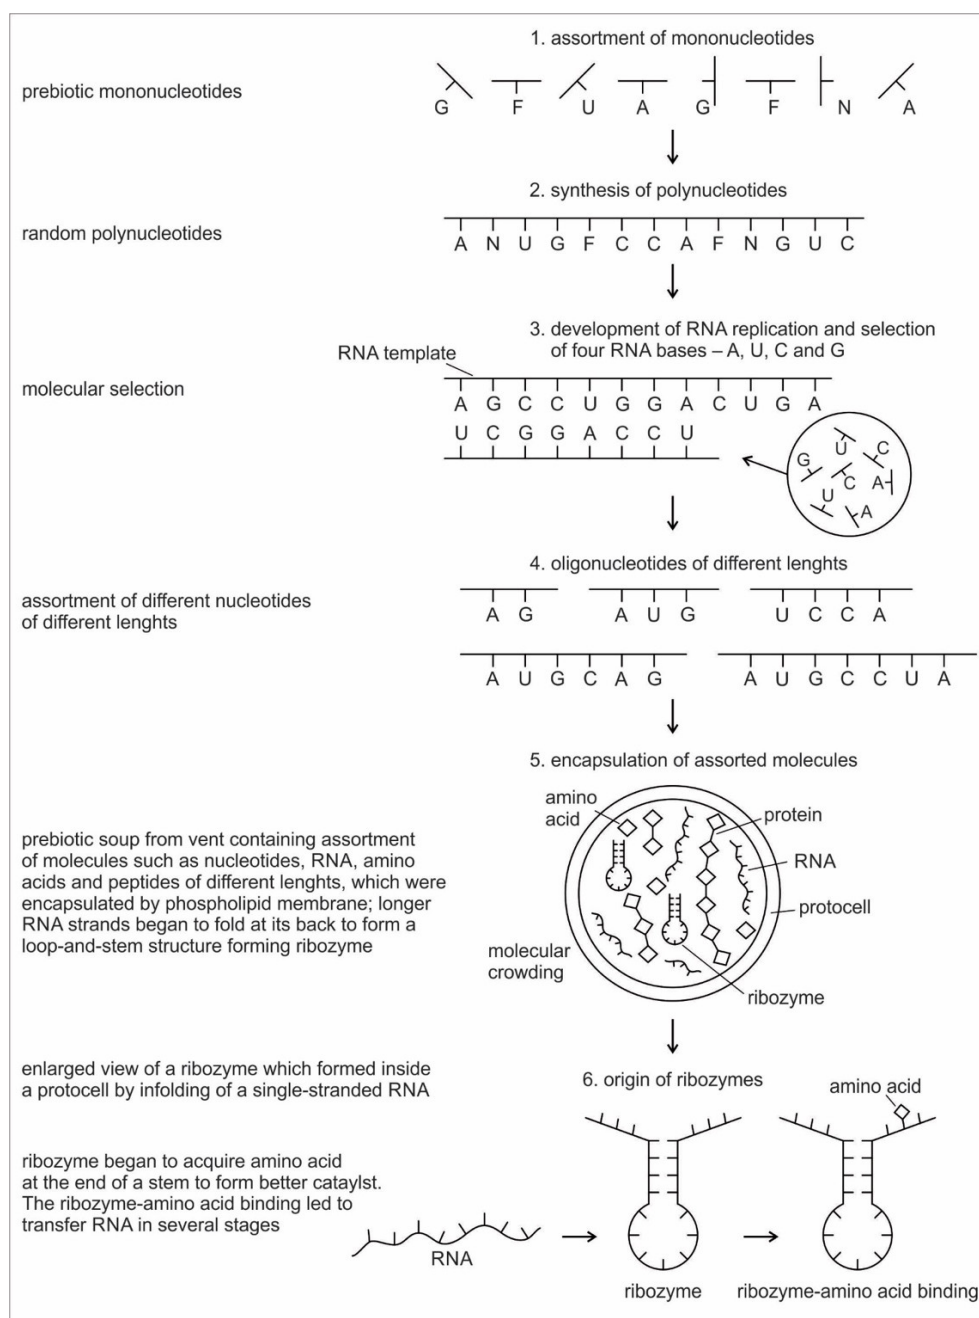 1. assortment of mononucleotides
prebiotic mononucleotides
G F U A G F N A
2. synthesis of polynucleotides
random polynucleotides
A N U G F C C A F N G U C
3. development of RNA replication and selection
of four RNA bases – A, U, C and G
RNA template
molecular selection
A G C C U G G A C U G A
U C G G A C C U
U C
G
C A
U
A
4. oligonucleotides of different lenghts
assortment of different nucleotides
of different lenghts
A G A U G U C C A
A U G C A G A U G C C U A
5. encapsulation of assorted molecules
amino
acid
protein
RNA
protocell
ribozyme
molecular
crowding
prebiotic soup from vent containing assortment
of molecules such as nucleotides, RNA, amino
acids and peptides of different lenghts, which were
encapsulated by phospholipid membrane; longer
RNA strands began to fold at its back to form a
loop-and-stem structure forming ribozyme
enlarged view of a ribozyme which formed inside
a protocell by infolding of a single-stranded RNA
6. origin of ribozymes
amino acid
ribozyme began to acquire amino acid
at the end of a stem to form better cataylst.
The ribozyme-amino acid binding led to
transfer RNA in several stages
RNA
ribozyme
ribozyme-amino acid binding